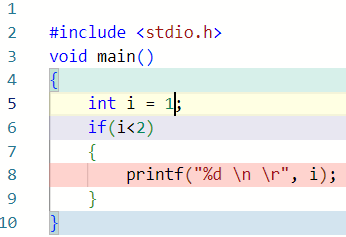 1
2 #include <stdio.h>
3 void main()
4 {
5 int i = 1;
6 if(i<2)
7 {
8 printf("%d \n \r", i);
9 }
10 }